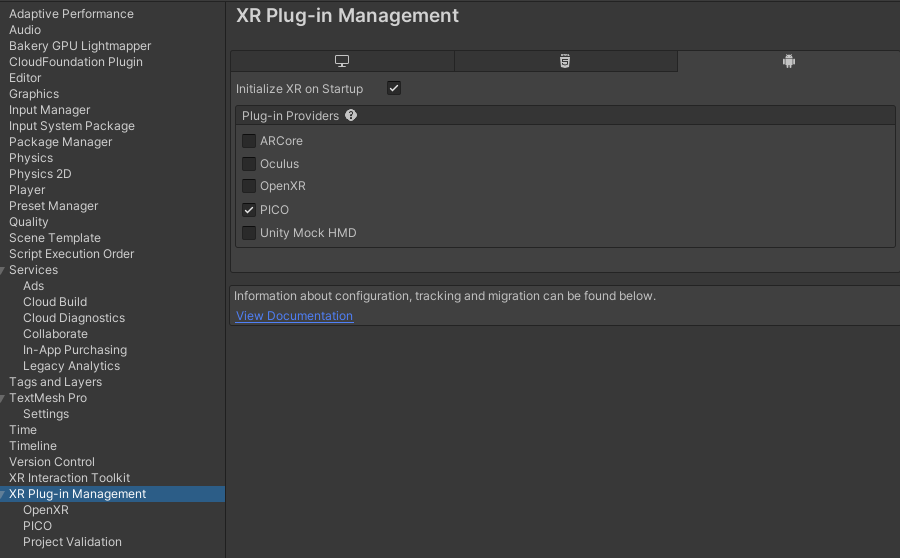 Adaptive Performance
Audio
Bakery GPU Lightmapper
CloudFoundation Plugin
Editor
Graphics
Input Manager
Input System Package
Package Manager
Physics
Physics 2D
Player
Preset Manager
Quality
Scene Template
Script Execution Order
Services
Ads
Cloud Build
Cloud Diagnostics
Collaborate
In-App Purchasing
Legacy Analytics
Tags and Layers
TextMesh Pro
Settings
Time
Timeline
Version Control
XR Interaction Toolkit
XR Plug-in Management
OpenXR
PICO
Project Validation
XR Plug-in Management
Initialize XR on Startup
Plug-in Providers
ARCore
Oculus
OpenXR
PICO
Unity Mock HMD
Information about configuration, tracking and migration can be found below.
View Documentation